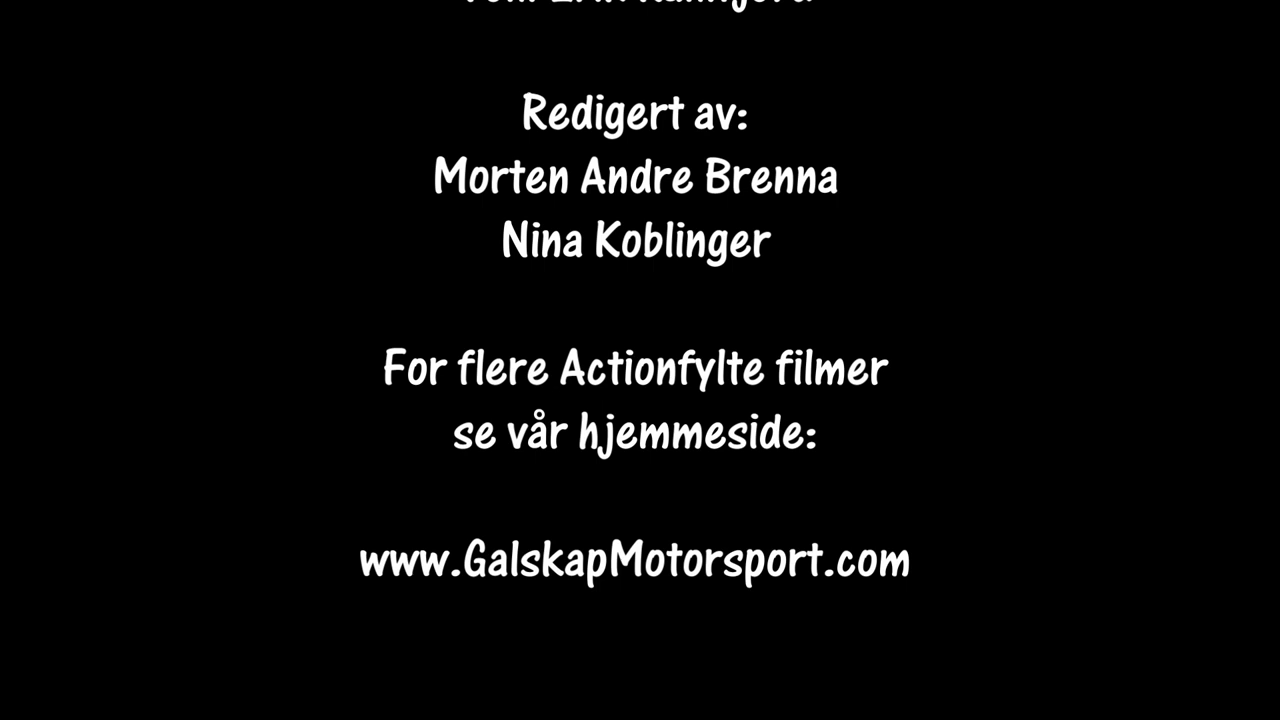 Redigert av:
Morten Andre Brenna
Nina Koblinger
For flere Actionfylte filmer
se vår hjemmeside:
www.GalskapMotorsport.com